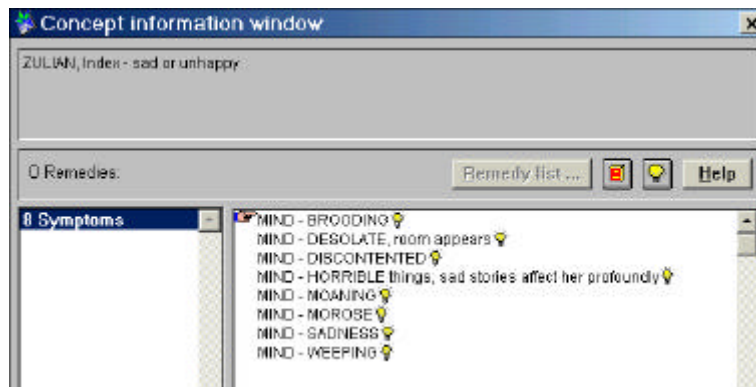 Concept information window
ZULIAN, Index - sad or unhappy
0 Remedies:
Remedy list ...
Help
8 Symptoms
MIND - BROODING
MIND - DESOLATE, room appears
MIND - DISCONTENTED
MIND - HORRIBLE things, sad stories affect her profoundly
MIND - MOANING
MIND - MOROSE
MIND - SADNESS
MIND - WEEPING